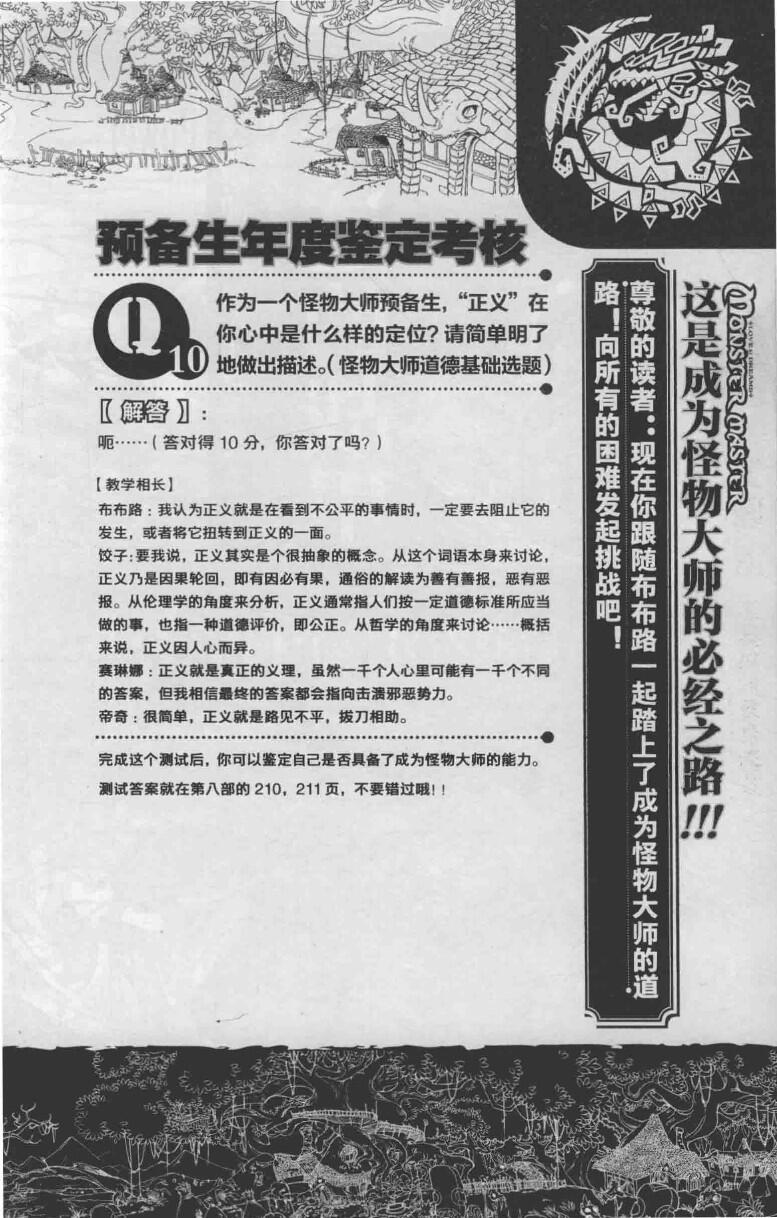 预备生年度鉴定考核
Q10
作为一个怪物大师预备生，“正义”在
你心中是什么样的定位？请简单明了
地做出描述。（怪物大师道德基础选题）
【解答】：
呃……（答对得 10 分，你答对了吗？）
【教学相长】
布布路：我认为正义就是在看到不公平的事情时，一定要去阻止它的
发生，或者将它扭转到正义的一面。
饺子：要我说，正义其实是个很抽象的概念。从这个词语本身来讨论，
正义乃是因果轮回，即有因必有果，通俗的解读为善有善报，恶有恶
报。从伦理学的角度来分析，正义通常指人们按一定道德标准所应当
做的事，也指一种道德评价，即公正。从哲学的角度来讨论……概括
来说，正义因人心而异。
赛琳娜：正义就是真正的义理，虽然一千个人心里可能有一千个不同
的答案，但我相信最终的答案都会指向击溃邪恶势力。
帝奇：很简单，正义就是路见不平，拔刀相助。
完成这个测试后，你可以鉴定自己是否具备了成为怪物大师的能力。
测试答案就在第八部的 210，211 页，不要错过哦！！
MONSTER MASTER
这是成为怪物大师的必经之路!!!
尊敬的读者：现在你跟随布布路一起踏上了成为怪物大师的道
路！向所有的困难发起挑战吧！